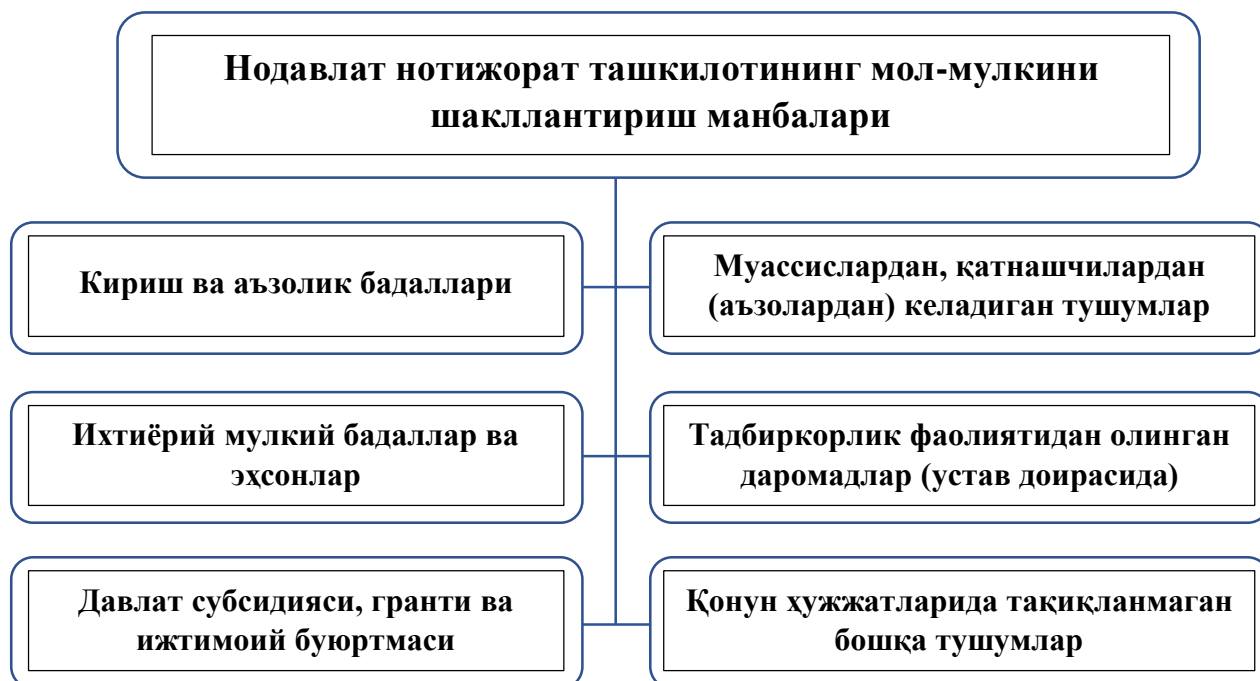 Нодавлат нотижорат ташкилотининг мол-мулкини
шакллантириш манбалари
Кириш ва аъзолик бадаллари
Муассислардан, қатнашчилардан
(аъзолардан) келадиган тушумлар
Ихтиёрий мулкий бадаллар ва
эҳсонлар
Тадбиркорлик фаолиятидан олинган
даромадлар (устав доирасида)
Давлат субсидияси, гранти ва
ижтимоий буюртмаси
Қонун ҳужжатларида тақиқланмаган
бошқа тушумлар